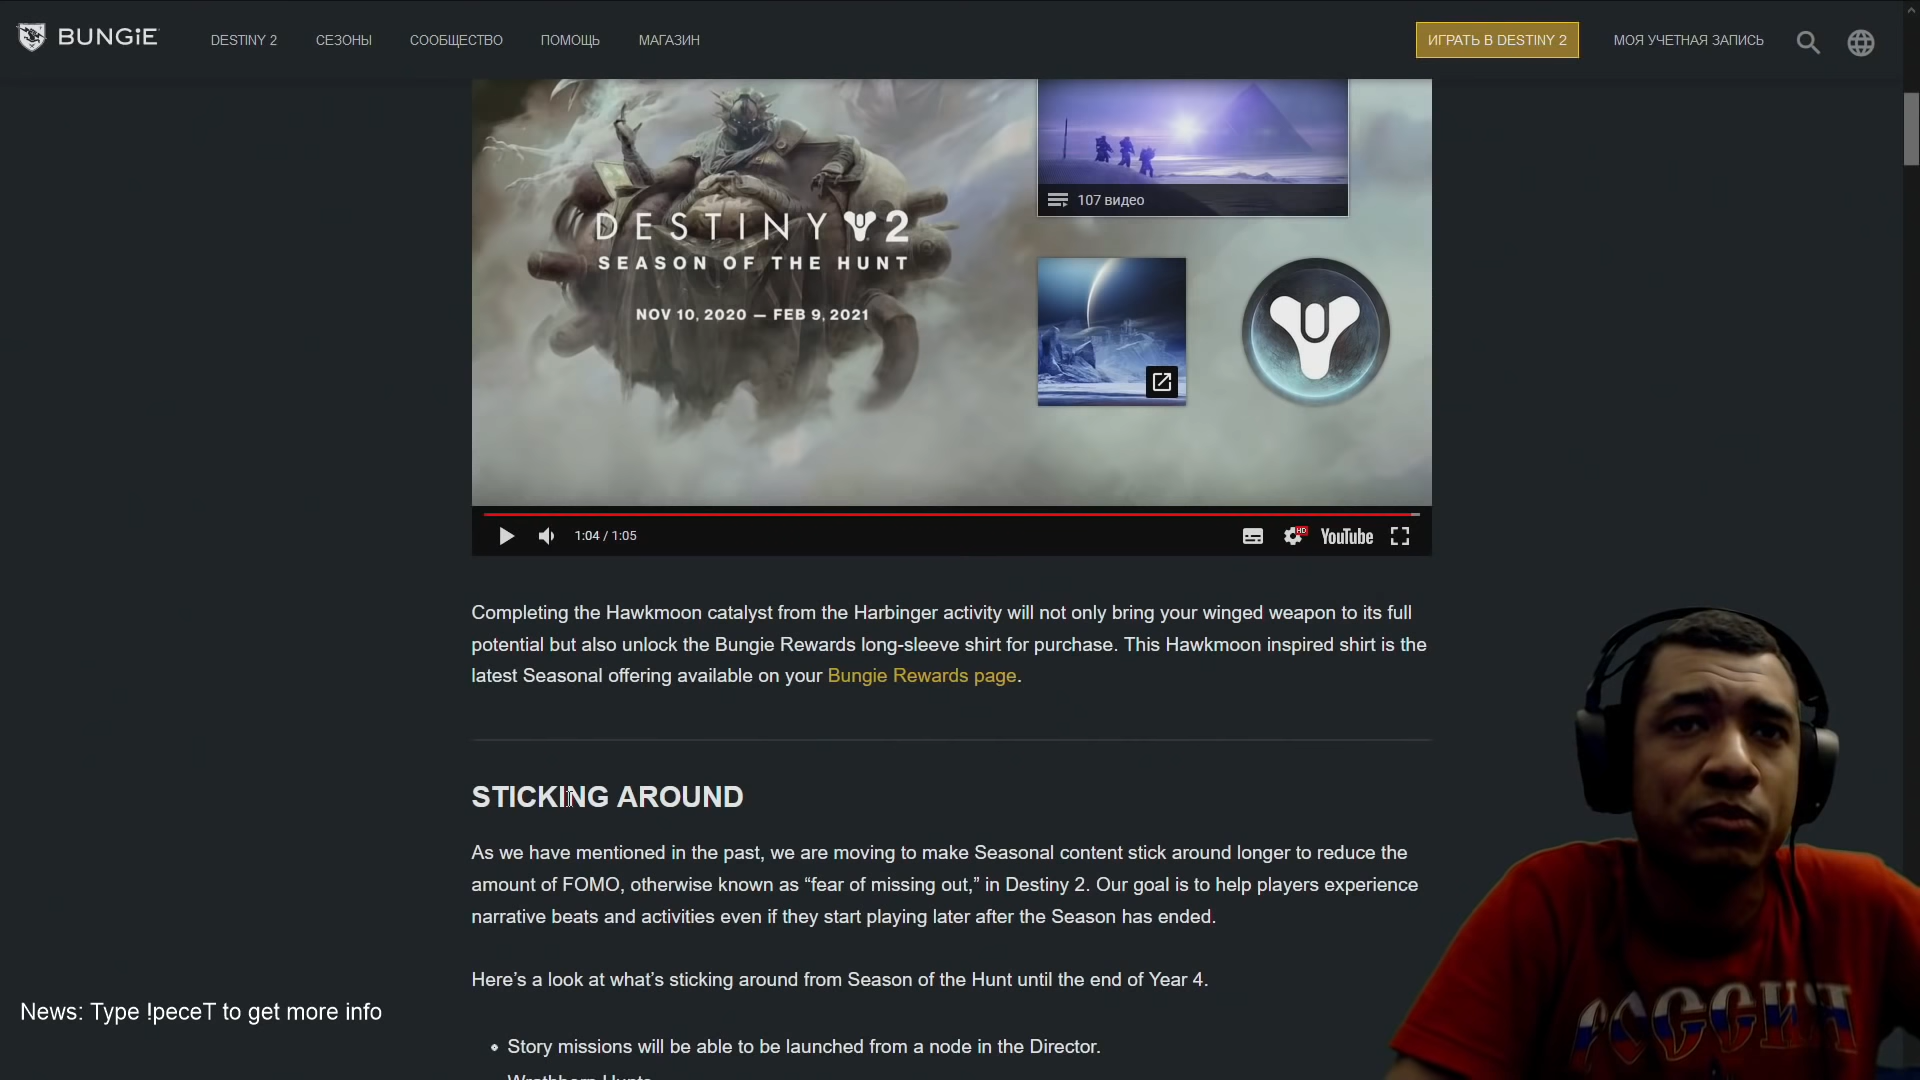 BUNGiE
DESTINY 2
СЕЗОНЫ
СООБЩЕСТВО
ПОМОЩЬ
МАГАЗИН
ИГРАТЬ В DESTINY 2
МОЯ УЧЕТНАЯ ЗАПИСЬ
DESTINY 2
SEASON OF THE HUNT
NOV 10, 2020 — FEB 9, 2021
107 видео
1:04 / 1:05
HD
YouTube
Completing the Hawkmoon catalyst from the Harbinger activity will not only bring your winged weapon to its full
potential but also unlock the Bungie Rewards long-sleeve shirt for purchase. This Hawkmoon inspired shirt is the
latest Seasonal offering available on your Bungie Rewards page.
STICKING AROUND
As we have mentioned in the past, we are moving to make Seasonal content stick around longer to reduce the
amount of FOMO, otherwise known as “fear of missing out,” in Destiny 2. Our goal is to help players experience
narrative beats and activities even if they start playing later after the Season has ended.
Here’s a look at what’s sticking around from Season of the Hunt until the end of Year 4.
News: Type !peceT to get more info
• Story missions will be able to be launched from a node in the Director.
РОССИЯ